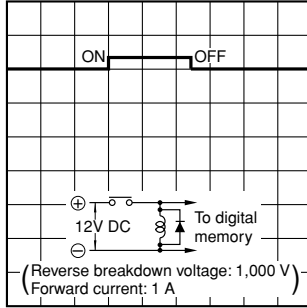 ON OFF
⊕
12V DC
⊖
To digital
memory
(Reverse breakdown voltage: 1,000 V
Forward current: 1 A)